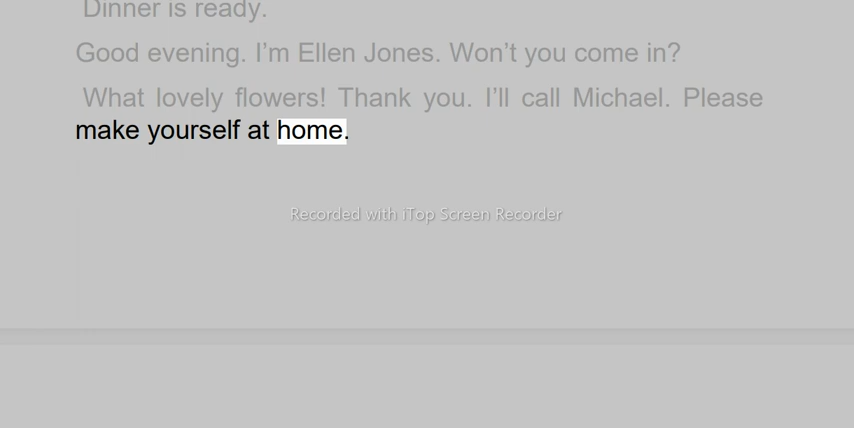 Dinner is ready.
Good evening. I’m Ellen Jones. Won’t you come in?
What lovely flowers! Thank you. I’ll call Michael. Please
make yourself at home.
Recorded with iTop Screen Recorder